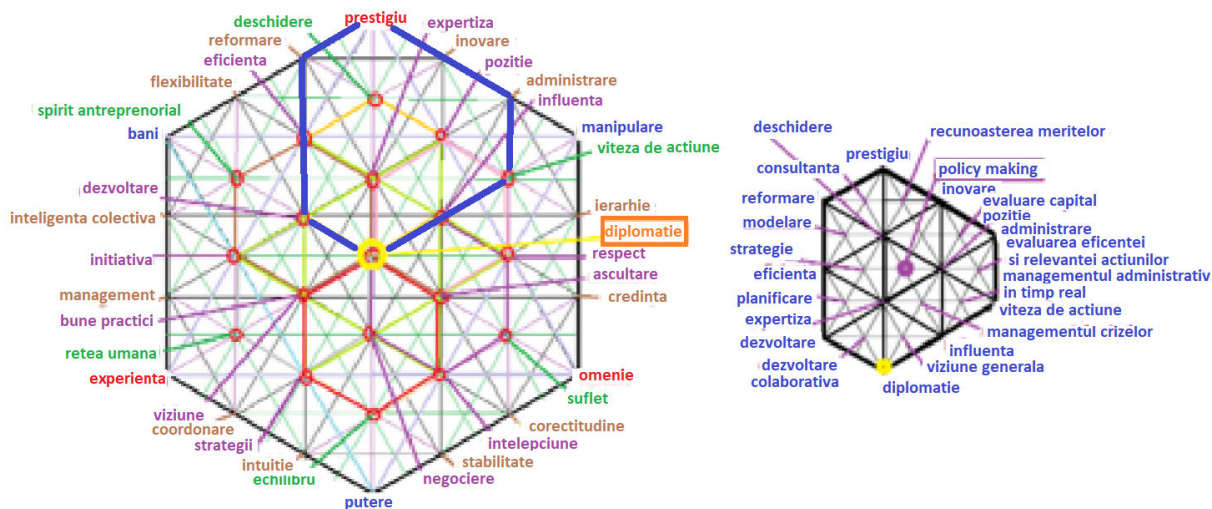 prestigiu
deschidere
expertiza
reformare
inovare
eficienta
pozitie
flexibilitate
administrare
influenta
spirit antreprenorial
bani
manipulare
viteza de actiune
dezvoltare
inteligenta colectiva
ierarhie
diplomatie
initiativa
respect
ascultare
management
credinta
bune practici
retea umana
experienta
omenie
suflet
viziune
coordonare
corectitudine
strategii
intelepciune
intuitie
stabilitate
echilibru
negociere
putere
deschidere
recunoasterea meritelor
prestigiu
consultanta
policy making
inovare
reformare
evaluare capital
pozitie
modelare
administrare
evaluarea eficentei
si relevantei actiunilor
strategie
eficienta
managementul administrativ
in timp real
planificare
viteza de actiune
expertiza
managementul crizelor
dezvoltare
influenta
dezvoltare
colaborativa
viziune generala
diplomatie